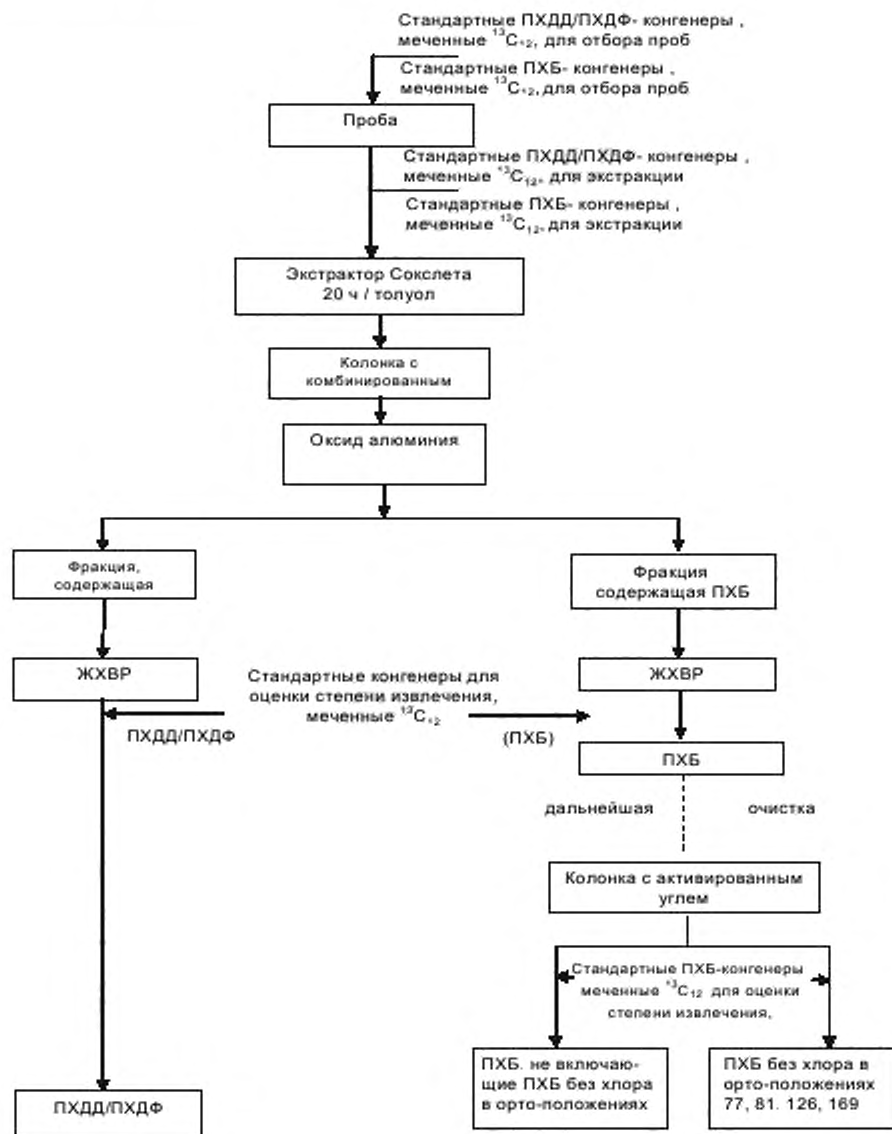 Стандартные ПХДД/ПХДФ- конгенеры ,
меченные ¹³C₁₂, для отбора проб
Стандартные ПХБ- конгенеры ,
меченные ¹³C₁₂, для отбора проб
Проба
Стандартные ПХДД/ПХДФ- конгенеры ,
меченные ¹³C₁₂, для экстракции
Стандартные ПХБ- конгенеры ,
меченные ¹³C₁₂, для экстракции
Экстрактор Сокслета
20 ч / толуол
Колонка с
комбинированным
Оксид алюминия
Фракция,
содержащая
Фракция
содержащая ПХБ
ЖХВР
Стандартные конгенеры для
оценки степени извлечения,
меченные ¹³C₁₂
ЖХВР
ПХДД/ПХДФ
(ПХБ)
ПХБ
дальнейшая очистка
Колонка с активированным
углем
Стандартные ПХБ-конгенеры
меченные ¹³C₁₂ для оценки
степени извлечения,
ПХБ. не включаю-
щие ПХБ без хлора
в орто-положениях
ПХБ без хлора в
орто-положениях
77, 81. 126, 169
ПХДД/ПХДФ